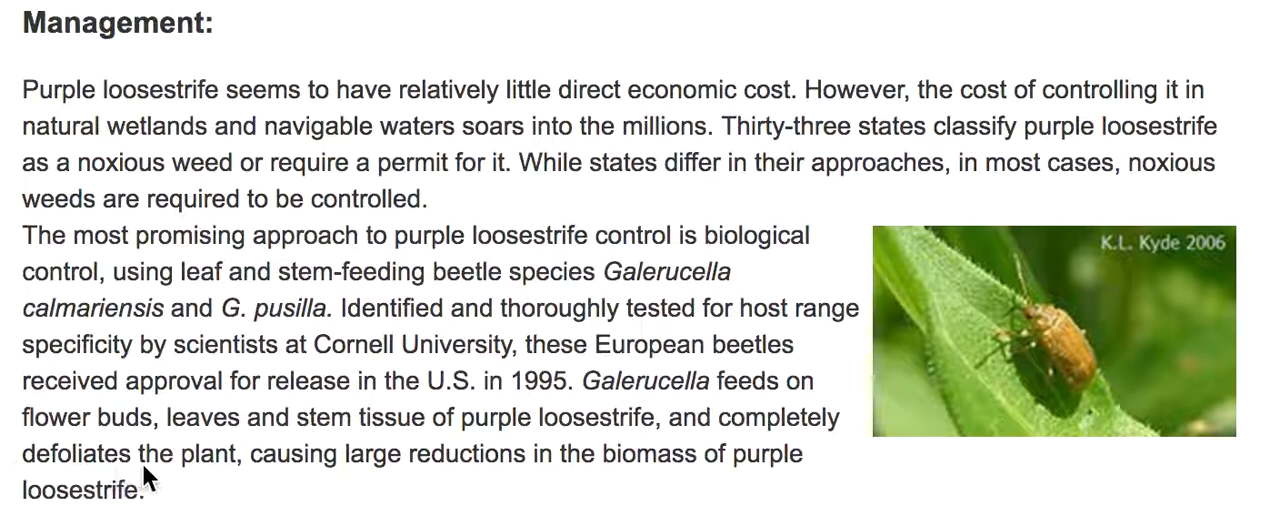 Management:
Purple loosestrife seems to have relatively little direct economic cost. However, the cost of controlling it in
natural wetlands and navigable waters soars into the millions. Thirty-three states classify purple loosestrife
as a noxious weed or require a permit for it. While states differ in their approaches, in most cases, noxious
weeds are required to be controlled.
The most promising approach to purple loosestrife control is biological
control, using leaf and stem-feeding beetle species Galerucella
calmariensis and G. pusilla. Identified and thoroughly tested for host range
specificity by scientists at Cornell University, these European beetles
received approval for release in the U.S. in 1995. Galerucella feeds on
flower buds, leaves and stem tissue of purple loosestrife, and completely
defoliates the plant, causing large reductions in the biomass of purple
loosestrife.
K.L. Kyde 2006